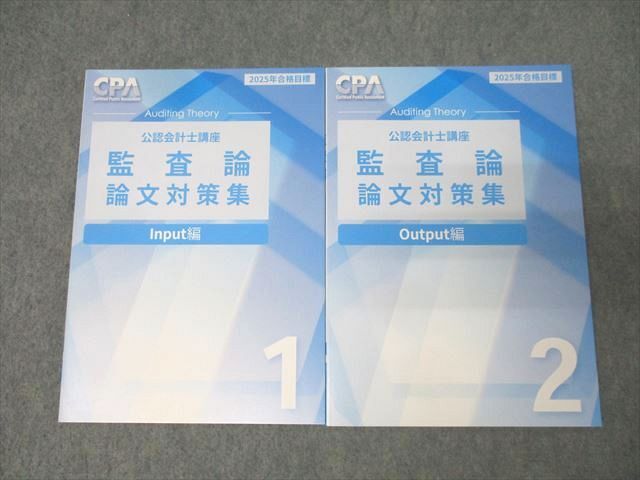 CPA
Certified Public Accountant
2025年合格目標
Auditing Theory
公認会計士講座
監査論
論文対策集
Input編
1
CPA
Certified Public Accountant
2025年合格目標
Auditing Theory
公認会計士講座
監査論
論文対策集
Output編
2